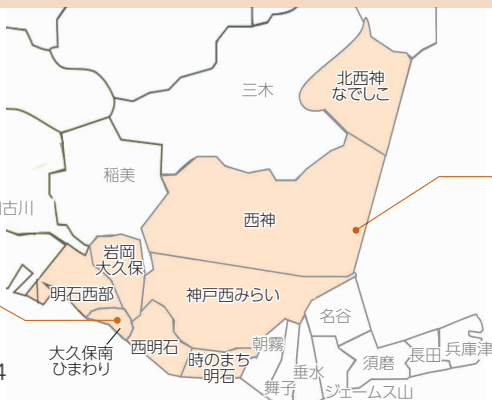 北西神
なでしこ
三木
稲美
古川
西神
岩岡
大久保
明石西部
神戸西みらい
名谷
大久保南
ひまわり
西明石
時のまち
明石
朝霧
舞子
垂水
須磨
長田
兵庫津
ジェームス山
4